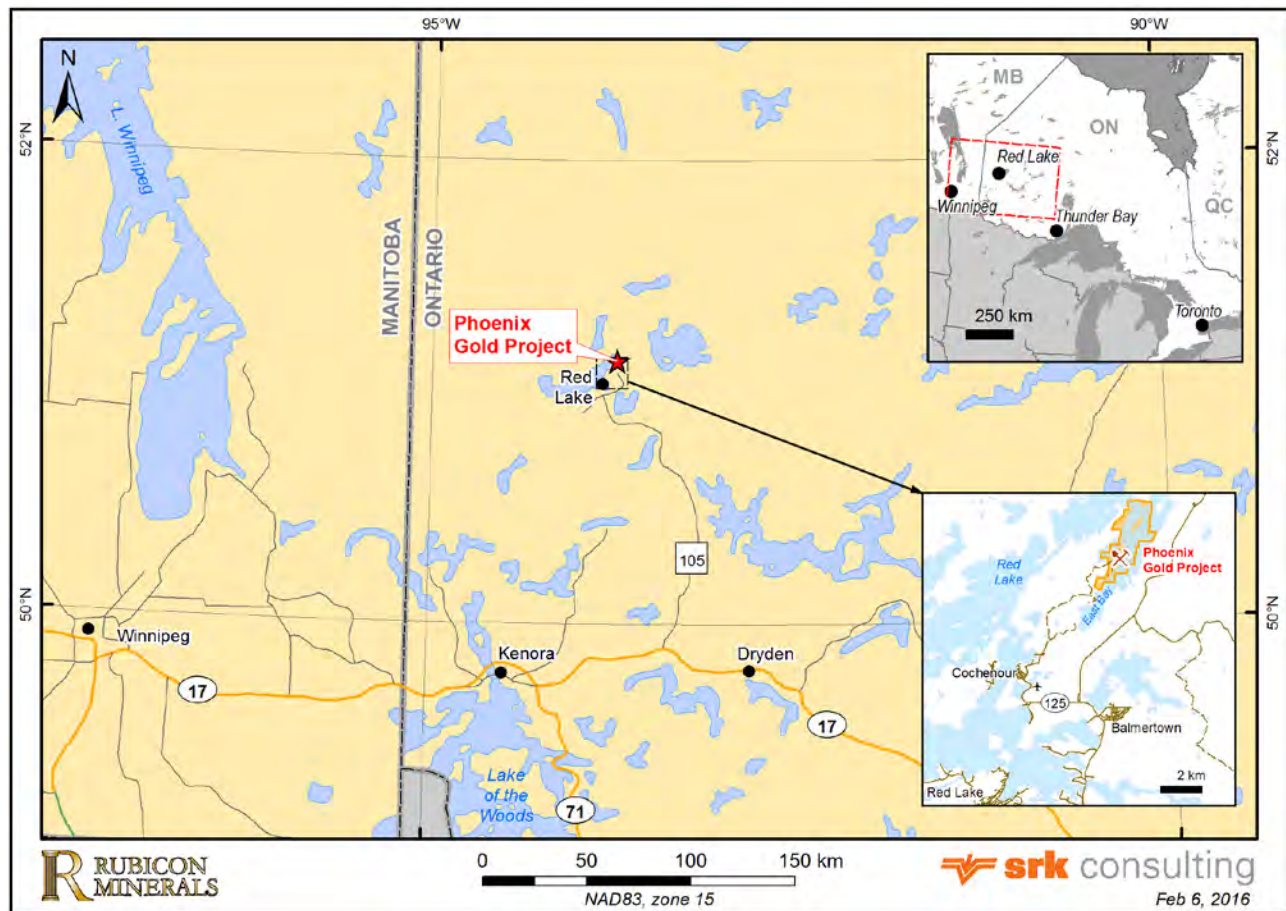 95°W
90°W
N
52°N
52°N
L. Winnipeg
MANITOBA
ONTARIO
Phoenix
Gold Project
Red
Lake
105
50°N
50°N
Winnipeg
Kenora
Dryden
17
17
71
Lake
of the
Woods
MB
ON
QC
Red Lake
Winnipeg
Thunder Bay
Toronto
250 km
Red
Lake
Phoenix
Gold Project
East Bay
Cochenour
125
Balmertown
Red Lake
2 km
RUBICON
MINERALS
0 50 100 150 km
NAD83, zone 15
srk consulting
Feb 6, 2016